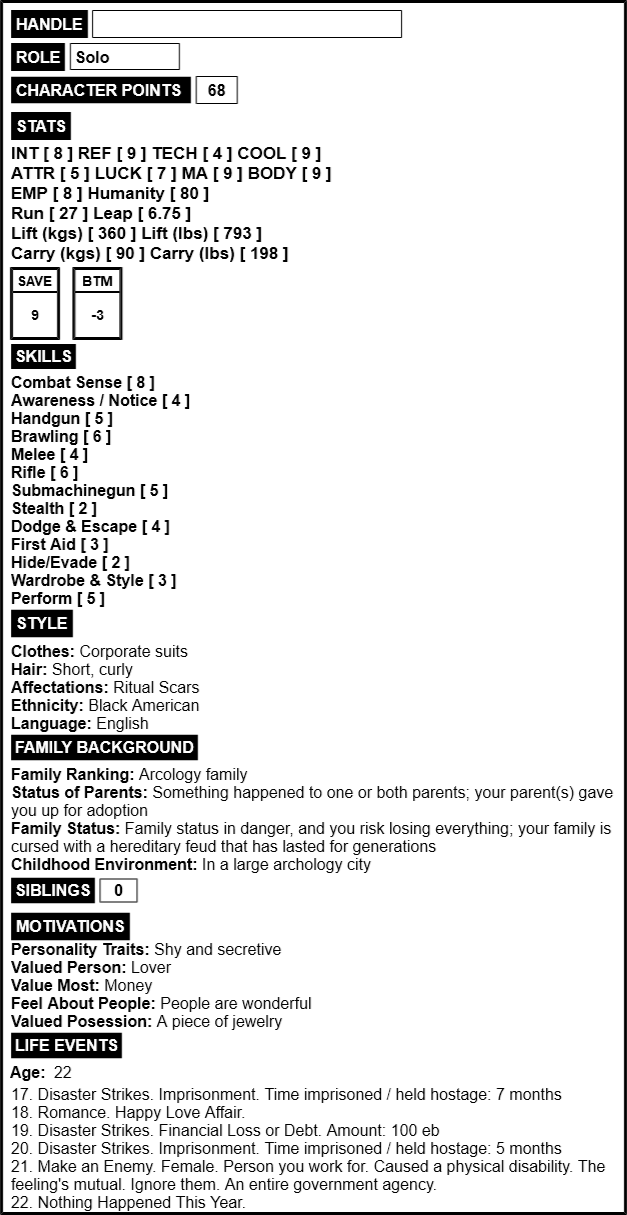 HANDLE
ROLE Solo
CHARACTER POINTS 68
STATS
INT [ 8 ] REF [ 9 ] TECH [ 4 ] COOL [ 9 ]
ATTR [ 5 ] LUCK [ 7 ] MA [ 9 ] BODY [ 9 ]
EMP [ 8 ] Humanity [ 80 ]
Run [ 27 ] Leap [ 6.75 ]
Lift (kgs) [ 360 ] Lift (lbs) [ 793 ]
Carry (kgs) [ 90 ] Carry (lbs) [ 198 ]
SAVE BTM
9 -3
SKILLS
Combat Sense [ 8 ]
Awareness / Notice [ 4 ]
Handgun [ 5 ]
Brawling [ 6 ]
Melee [ 4 ]
Rifle [ 6 ]
Submachinegun [ 5 ]
Stealth [ 2 ]
Dodge & Escape [ 4 ]
First Aid [ 3 ]
Hide/Evade [ 2 ]
Wardrobe & Style [ 3 ]
Perform [ 5 ]
STYLE
Clothes: Corporate suits
Hair: Short, curly
Affectations: Ritual Scars
Ethnicity: Black American
Language: English
FAMILY BACKGROUND
Family Ranking: Arcology family
Status of Parents: Something happened to one or both parents; your parent(s) gave
you up for adoption
Family Status: Family status in danger, and you risk losing everything; your family is
cursed with a hereditary feud that has lasted for generations
Childhood Environment: In a large archology city
SIBLINGS 0
MOTIVATIONS
Personality Traits: Shy and secretive
Valued Person: Lover
Value Most: Money
Feel About People: People are wonderful
Valued Posession: A piece of jewelry
LIFE EVENTS
Age: 22
17. Disaster Strikes. Imprisonment. Time imprisoned / held hostage: 7 months
18. Romance. Happy Love Affair.
19. Disaster Strikes. Financial Loss or Debt. Amount: 100 eb
20. Disaster Strikes. Imprisonment. Time imprisoned / held hostage: 5 months
21. Make an Enemy. Female. Person you work for. Caused a physical disability. The
feeling's mutual. Ignore them. An entire government agency.
22. Nothing Happened This Year.